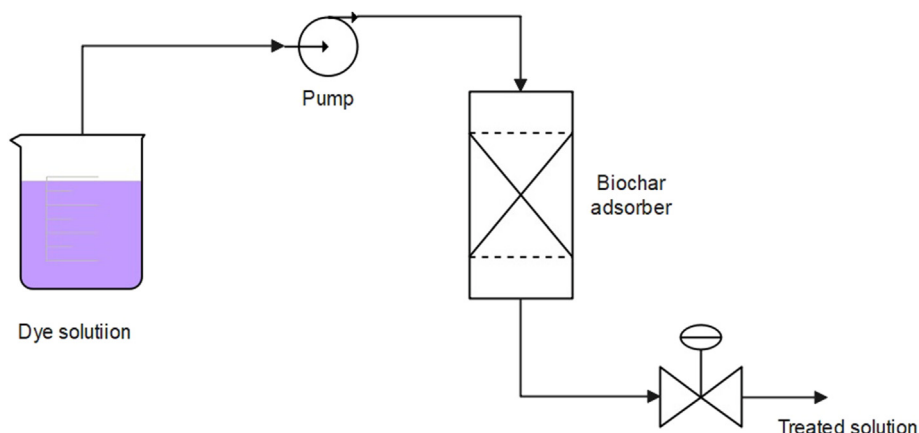 Pump
Biochar
adsorber
Dye solutiion
Treated solution